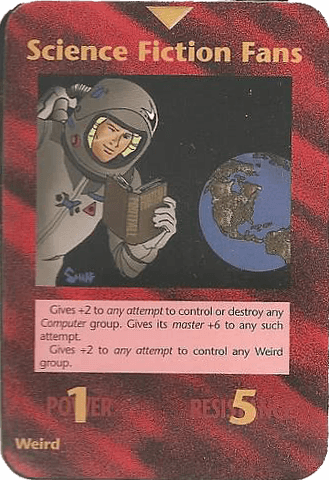 Science Fiction Fans
Gives +2 to any attempt to control or destroy any
Computer group. Gives its master +6 to any such
attempt.
Gives +2 to any attempt to control any Weird
group.
POWER 1 RESISTANCE 5
Weird